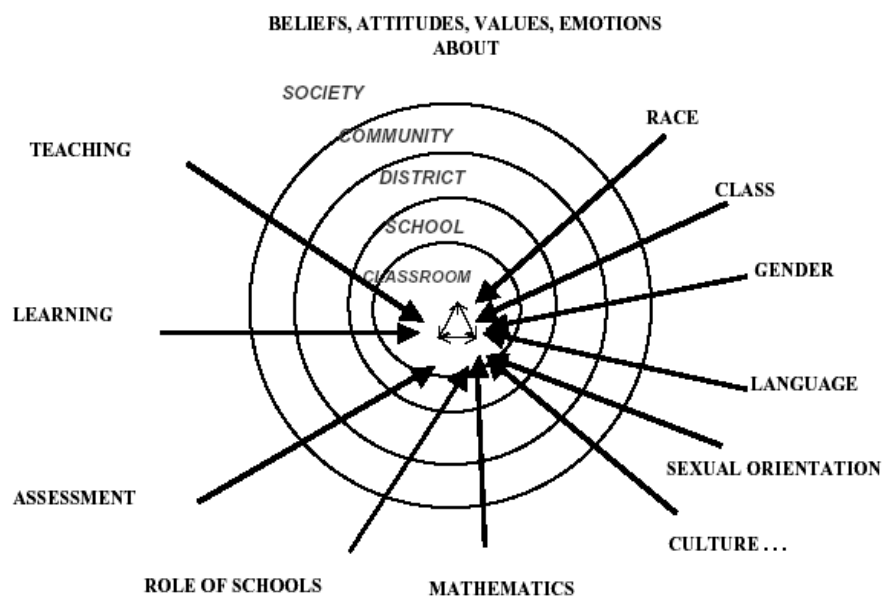 BELIEFS, ATTITUDES, VALUES, EMOTIONS
ABOUT
SOCIETY
RACE
COMMUNITY
TEACHING
DISTRICT
CLASS
SCHOOL
GENDER
CLASSROOM
LEARNING
LANGUAGE
SEXUAL ORIENTATION
ASSESSMENT
CULTURE . . .
ROLE OF SCHOOLS
MATHEMATICS